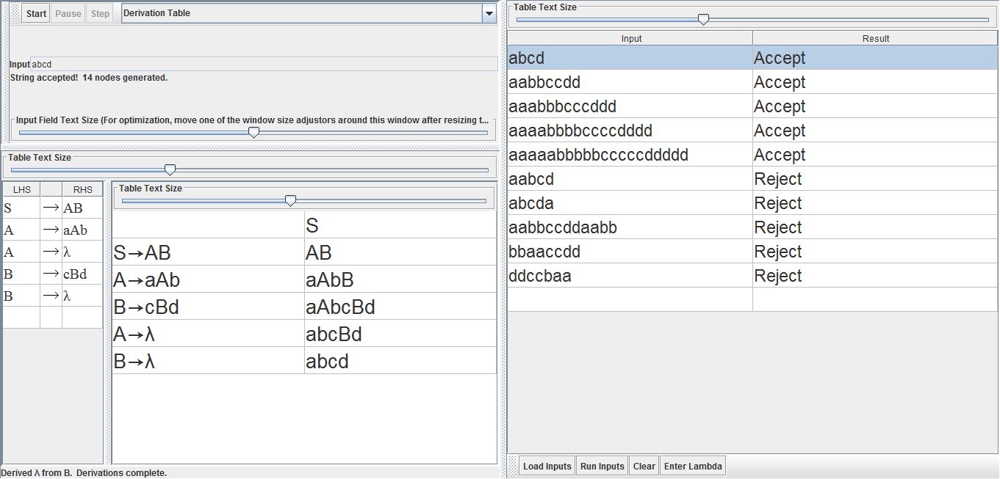 Start Pause Step Derivation Table
Input abcd
String accepted! 14 nodes generated.
Input Field Text Size (For optimization, move one of the window size adjustors around this window after resizing t...
Table Text Size
LHS RHS
S → AB
A → aAb
A → λ
B → cBd
B → λ
Table Text Size
S
S→AB AB
A→aAb aAbB
B→cBd aAbcBd
A→λ abcBd
B→λ abcd
Derived λ from B. Derivations complete.
Table Text Size
Input Result
abcd Accept
aabbccdd Accept
aaabbbcccddd Accept
aaaabbbbccccdddd Accept
aaaaabbbbbcccccddddd Accept
aabcd Reject
abcda Reject
aabbccddaabb Reject
bbaaccdd Reject
ddccbaa Reject
Load Inputs Run Inputs Clear Enter Lambda